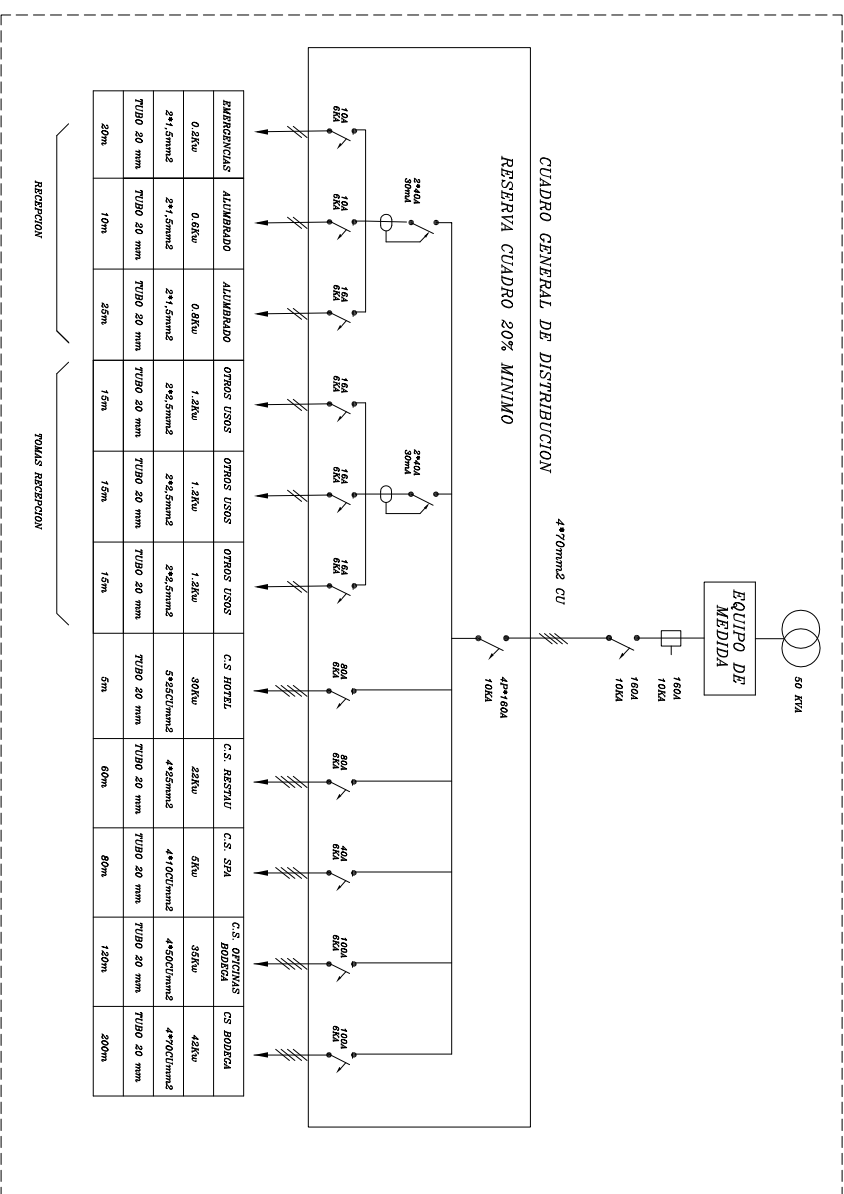 50 KVA
EQUIPO DE
MEDIDA
160A
10KA
160A
10KA
4*70mm2 CU
CUADRO GENERAL DE DISTRIBUCION
RESERVA CUADRO 20% MINIMO
4P*160A
10KA
2*40A
30mA
2*40A
30mA
10A
6KA
10A
6KA
16A
6KA
16A
6KA
16A
6KA
16A
6KA
80A
6KA
80A
6KA
40A
6KA
100A
6KA
100A
6KA
EMERGENCIAS
ALUMBRADO
ALUMBRADO
OTROS USOS
OTROS USOS
OTROS USOS
C.S HOTEL
C.S. RESTAU
C.S. SPA
C.S. OFICINAS
BODEGA
CS BODEGA
0.2Kw
0.6Kw
0.8Kw
1.2Kw
1.2Kw
1.2Kw
30Kw
22Kw
5Kw
35Kw
42Kw
2*1,5mm2
2*1,5mm2
2*1,5mm2
2*2,5mm2
2*2,5mm2
2*2,5mm2
5*25CUmm2
4*25mm2
4*10CUmm2
4*50CUmm2
4*70CUmm2
TUBO 20 mm
TUBO 20 mm
TUBO 20 mm
TUBO 20 mm
TUBO 20 mm
TUBO 20 mm
TUBO 20 mm
TUBO 20 mm
TUBO 20 mm
TUBO 20 mm
TUBO 20 mm
20m
10m
25m
15m
15m
15m
5m
60m
80m
120m
200m
RECEPCION
TOMAS RECEPCION